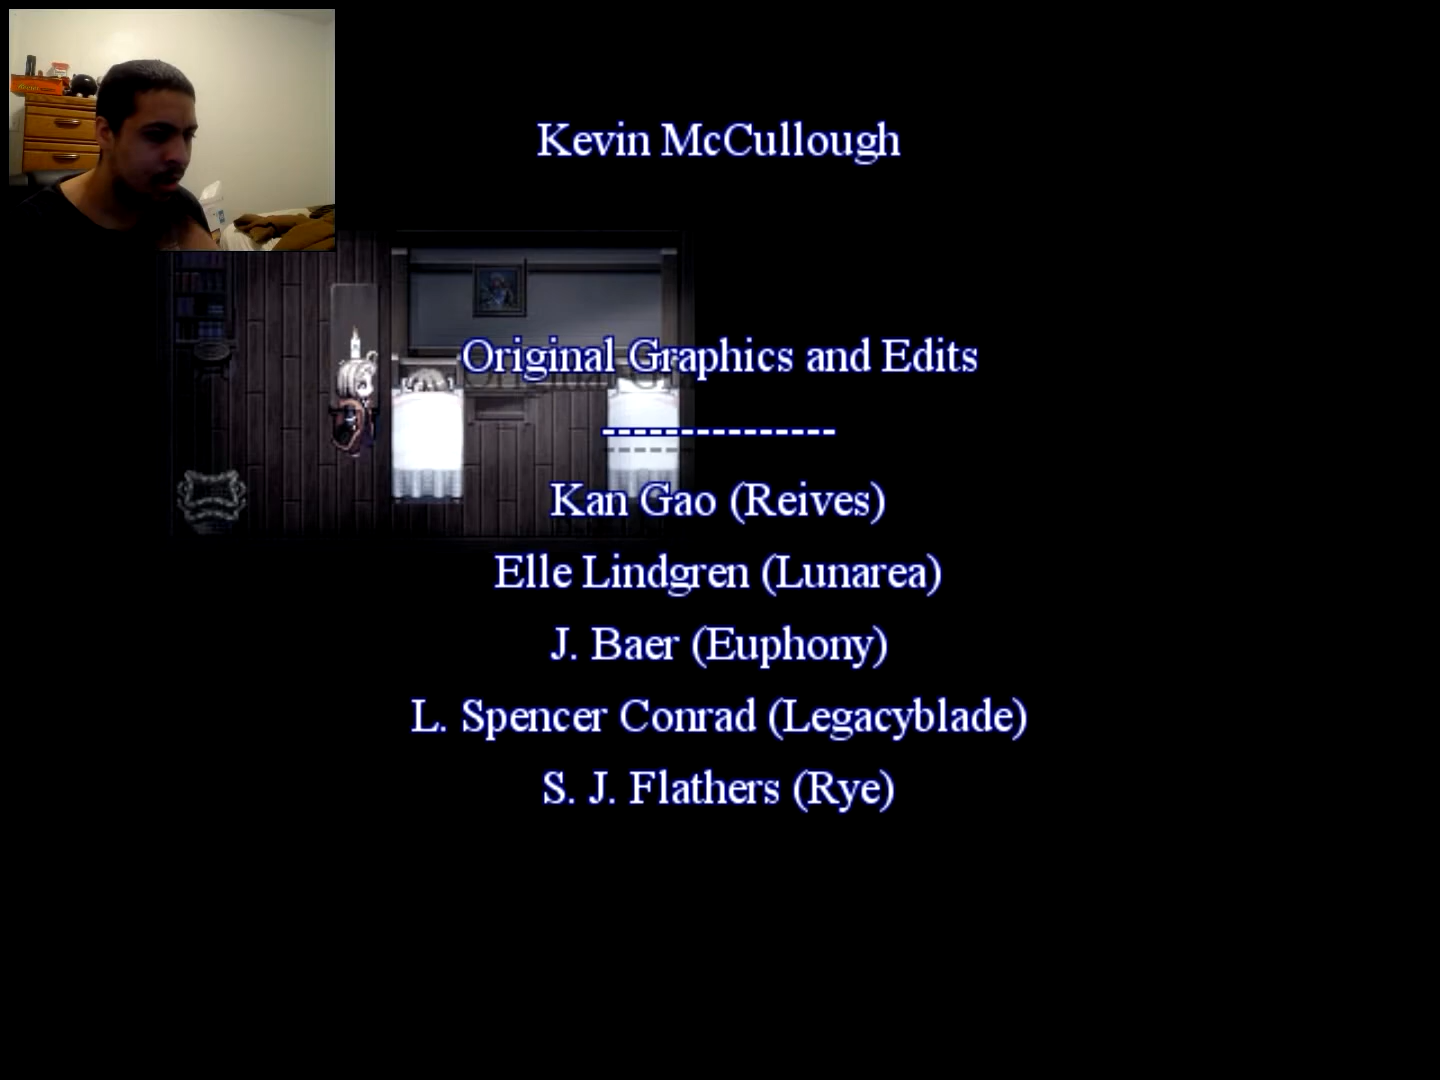 Kevin McCullough
Original Graphics and Edits
---------------
Kan Gao (Reives)
Elle Lindgren (Lunarea)
J. Baer (Euphony)
L. Spencer Conrad (Legacyblade)
S. J. Flathers (Rye)